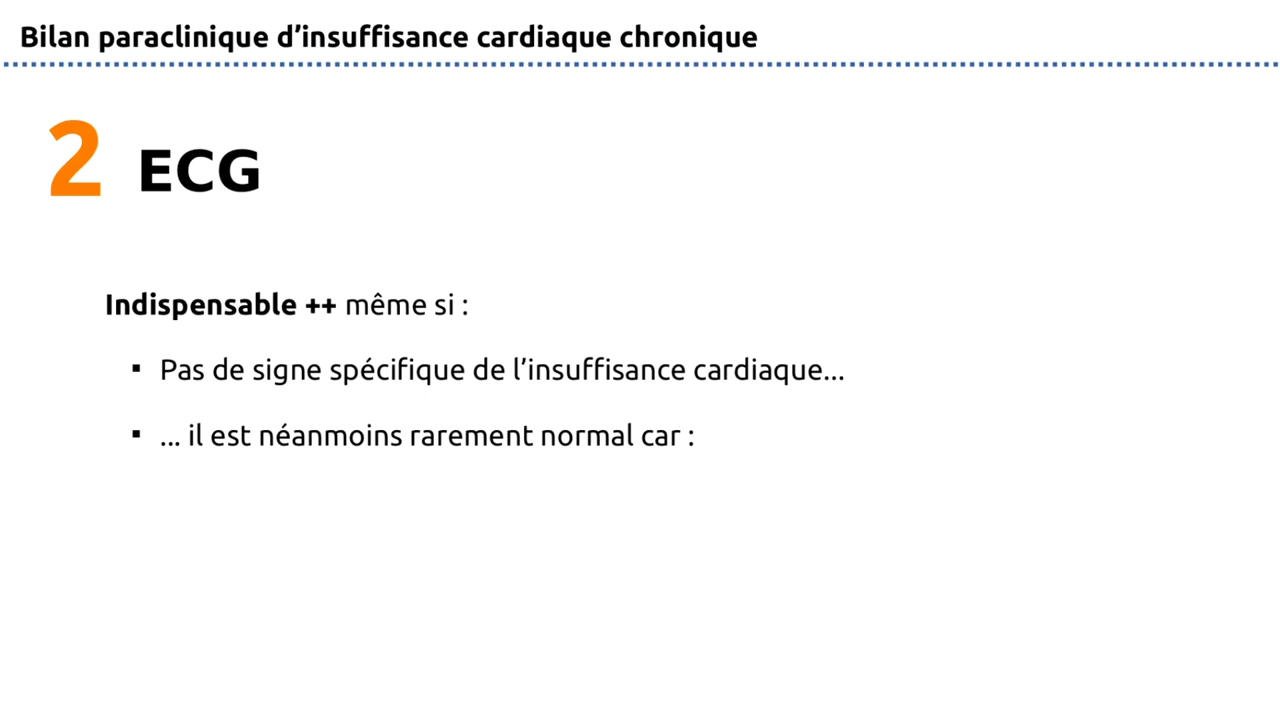 Bilan paraclinique d’insuffisance cardiaque chronique
2 ECG
Indispensable ++ même si :
▪ Pas de signe spécifique de l’insuffisance cardiaque...
▪ ... il est néanmoins rarement normal car :